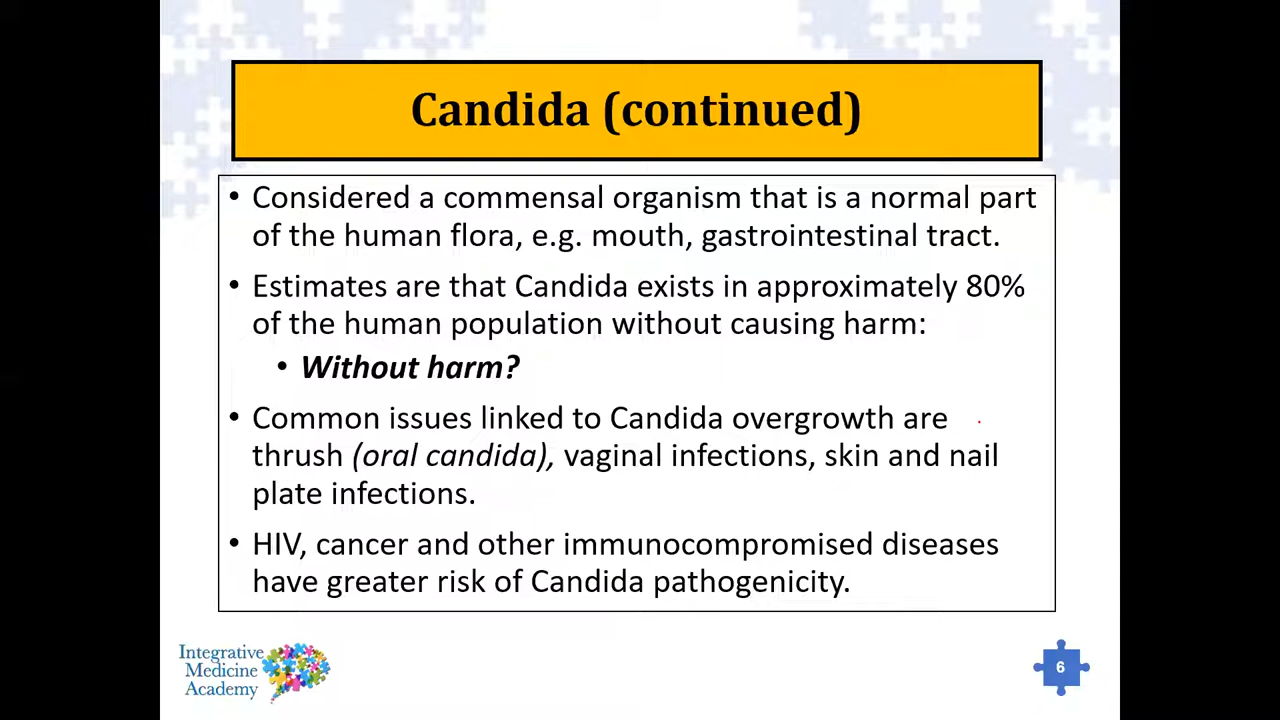 Candida (continued)
• Considered a commensal organism that is a normal part
of the human flora, e.g. mouth, gastrointestinal tract.
• Estimates are that Candida exists in approximately 80%
of the human population without causing harm:
• Without harm?
• Common issues linked to Candida overgrowth are
thrush (oral candida), vaginal infections, skin and nail
plate infections.
• HIV, cancer and other immunocompromised diseases
have greater risk of Candida pathogenicity.
Integrative
Medicine
Academy
6